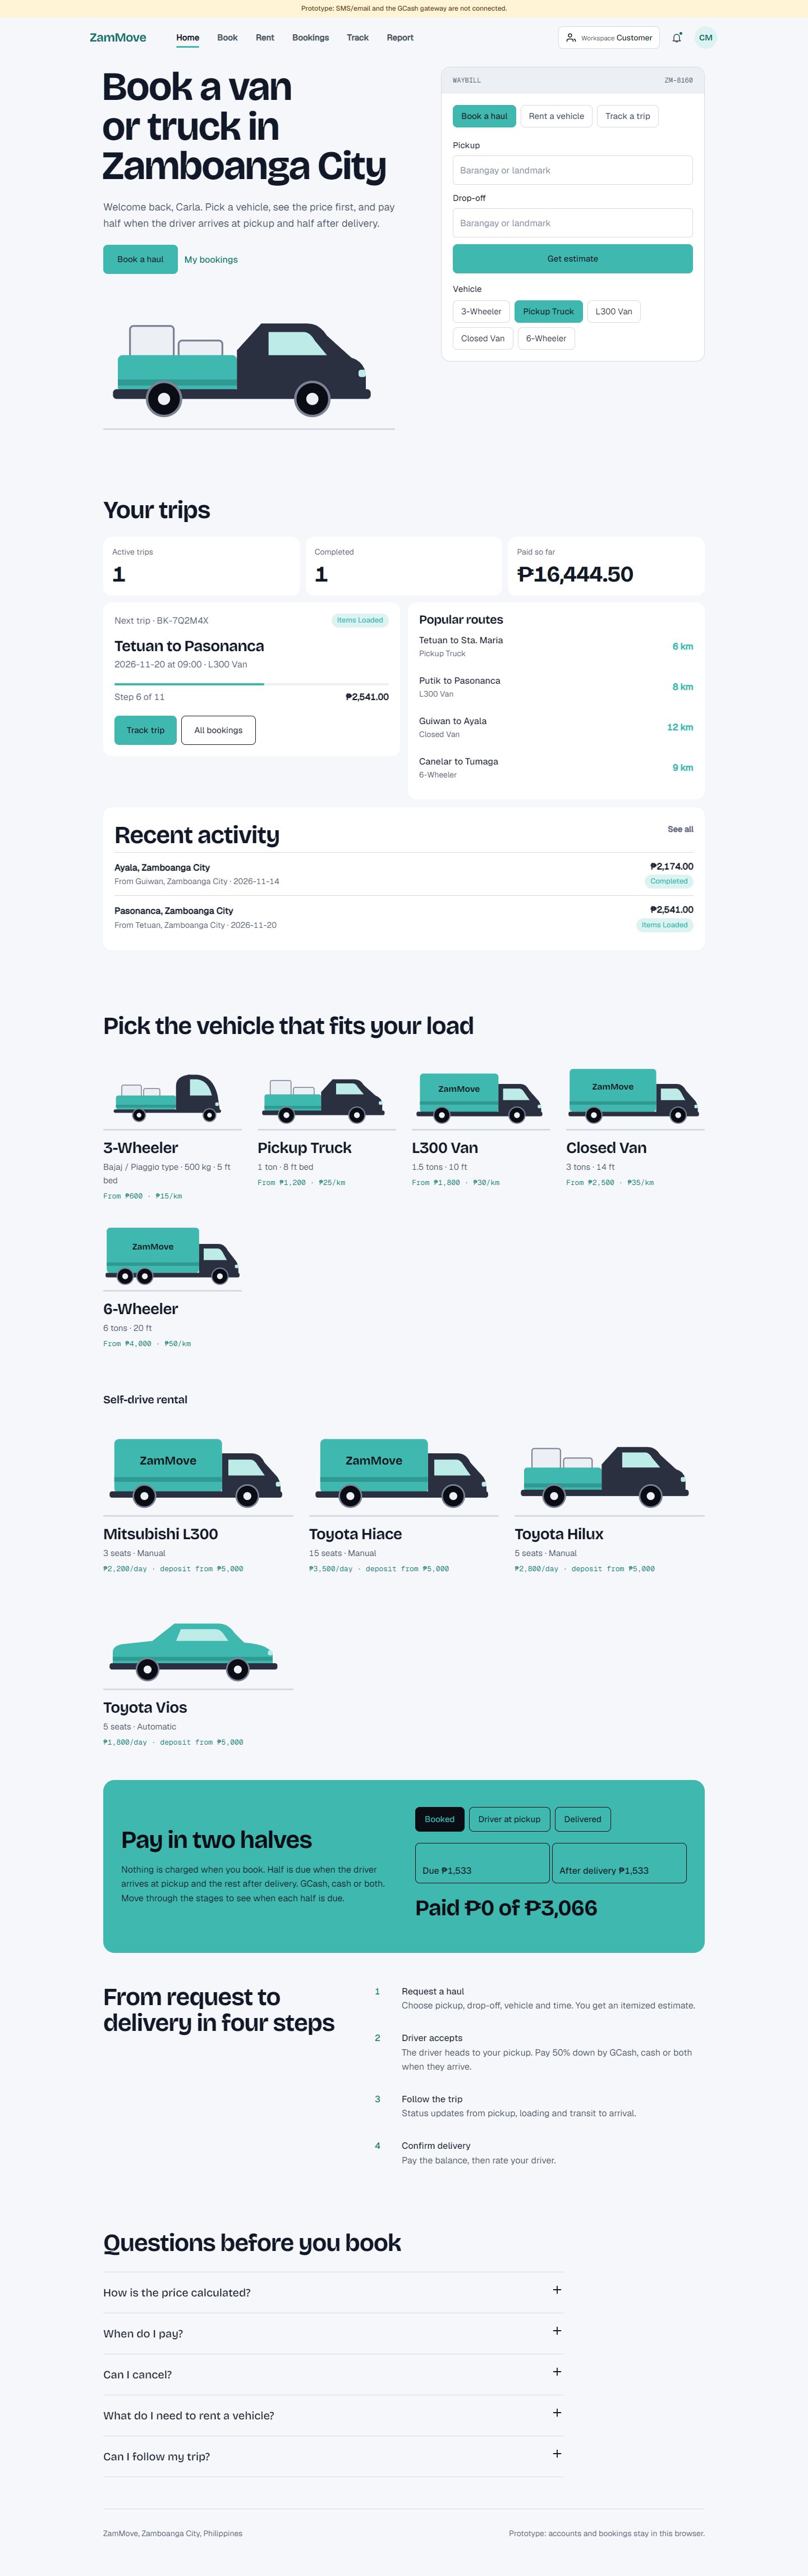 Prototype: SMS/email and the GCash gateway are not connected.
ZamMove
Home
Book
Rent
Bookings
Track
Report
Workspace Customer
CM
Book a van
or truck in
Zamboanga City
Welcome back, Carla. Pick a vehicle, see the price first, and pay
half when the driver arrives at pickup and half after delivery.
Book a haul
My bookings
WAYBILL
ZM-8160
Book a haul
Rent a vehicle
Track a trip
Pickup
Barangay or landmark
Drop-off
Barangay or landmark
Get estimate
Vehicle
3-Wheeler
Pickup Truck
L300 Van
Closed Van
6-Wheeler
Your trips
Active trips
1
Completed
1
Paid so far
₱16,444.50
Next trip · BK-7Q2M4X
Items Loaded
Tetuan to Pasonanca
2026-11-20 at 09:00 · L300 Van
Step 6 of 11
₱2,541.00
Track trip
All bookings
Popular routes
Tetuan to Sta. Maria
Pickup Truck
6 km
Putik to Pasonanca
L300 Van
8 km
Guiwan to Ayala
Closed Van
12 km
Canelar to Tumaga
6-Wheeler
9 km
Recent activity
See all
Ayala, Zamboanga City
From Guiwan, Zamboanga City · 2026-11-14
₱2,174.00
Completed
Pasonanca, Zamboanga City
From Tetuan, Zamboanga City · 2026-11-20
₱2,541.00
Items Loaded
Pick the vehicle that fits your load
3-Wheeler
Bajaj / Piaggio type · 500 kg · 5 ft
bed
From ₱600 · ₱15/km
Pickup Truck
1 ton · 8 ft bed
From ₱1,200 · ₱25/km
ZamMove
L300 Van
1.5 tons · 10 ft
From ₱1,800 · ₱30/km
ZamMove
Closed Van
3 tons · 14 ft
From ₱2,500 · ₱35/km
ZamMove
6-Wheeler
6 tons · 20 ft
From ₱4,000 · ₱50/km
Self-drive rental
ZamMove
Mitsubishi L300
3 seats · Manual
₱2,200/day · deposit from ₱5,000
ZamMove
Toyota Hiace
15 seats · Manual
₱3,500/day · deposit from ₱5,000
Toyota Hilux
5 seats · Manual
₱2,800/day · deposit from ₱5,000
Toyota Vios
5 seats · Automatic
₱1,800/day · deposit from ₱5,000
Pay in two halves
Nothing is charged when you book. Half is due when the driver
arrives at pickup and the rest after delivery. GCash, cash or both.
Move through the stages to see when each half is due.
Booked
Driver at pickup
Delivered
Due ₱1,533
After delivery ₱1,533
Paid ₱0 of ₱3,066
From request to
delivery in four steps
1
Request a haul
Choose pickup, drop-off, vehicle and time. You get an itemized estimate.
2
Driver accepts
The driver heads to your pickup. Pay 50% down by GCash, cash or both
when they arrive.
3
Follow the trip
Status updates from pickup, loading and transit to arrival.
4
Confirm delivery
Pay the balance, then rate your driver.
Questions before you book
How is the price calculated?
When do I pay?
Can I cancel?
What do I need to rent a vehicle?
Can I follow my trip?
ZamMove, Zamboanga City, Philippines
Prototype: accounts and bookings stay in this browser.